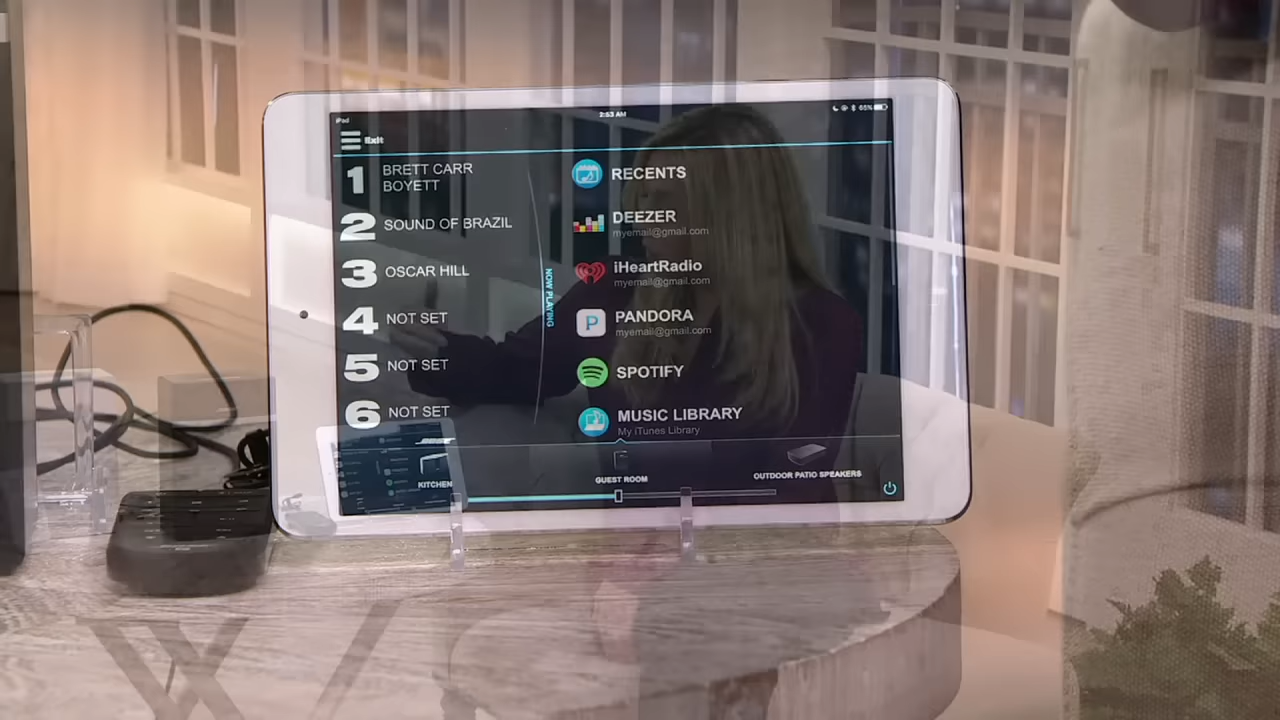 iPad
2:53 AM
65%
Exit
1 BRETT CARR
BOYETT
2 SOUND OF BRAZIL
3 OSCAR HILL
4 NOT SET
5 NOT SET
6 NOT SET
NOW PLAYING
RECENTS
DEEZER
myemail@gmail.com
iHeartRadio
myemail@gmail.com
P PANDORA
myemail@gmail.com
SPOTIFY
MUSIC LIBRARY
My iTunes Library
BOSE
KITCHEN
GUEST ROOM
OUTDOOR PATIO SPEAKERS